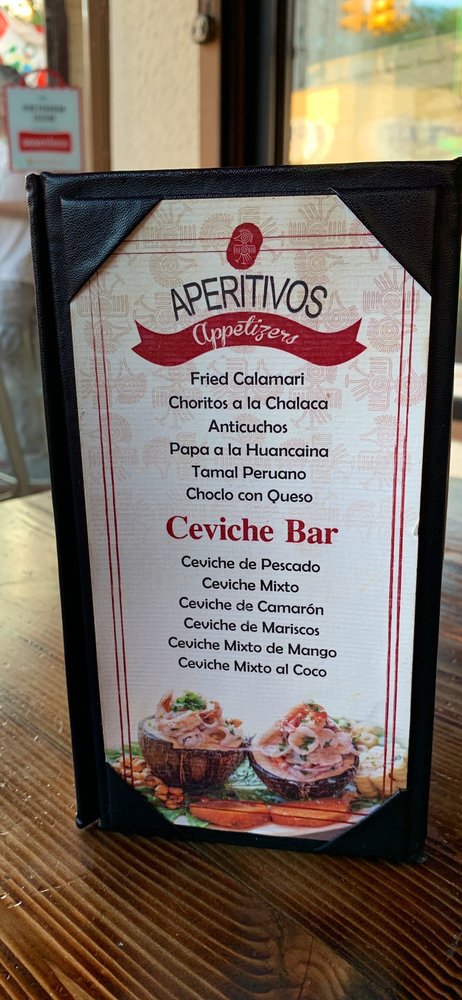 APERITIVOS
Appetizers
Fried Calamari
Choritos a la Chalaca
Anticuchos
Papa a la Huancaina
Tamal Peruano
Choclo con Queso
Ceviche Bar
Ceviche de Pescado
Ceviche Mixto
Ceviche de Camarón
Ceviche de Mariscos
Ceviche Mixto de Mango
Ceviche Mixto al Coco